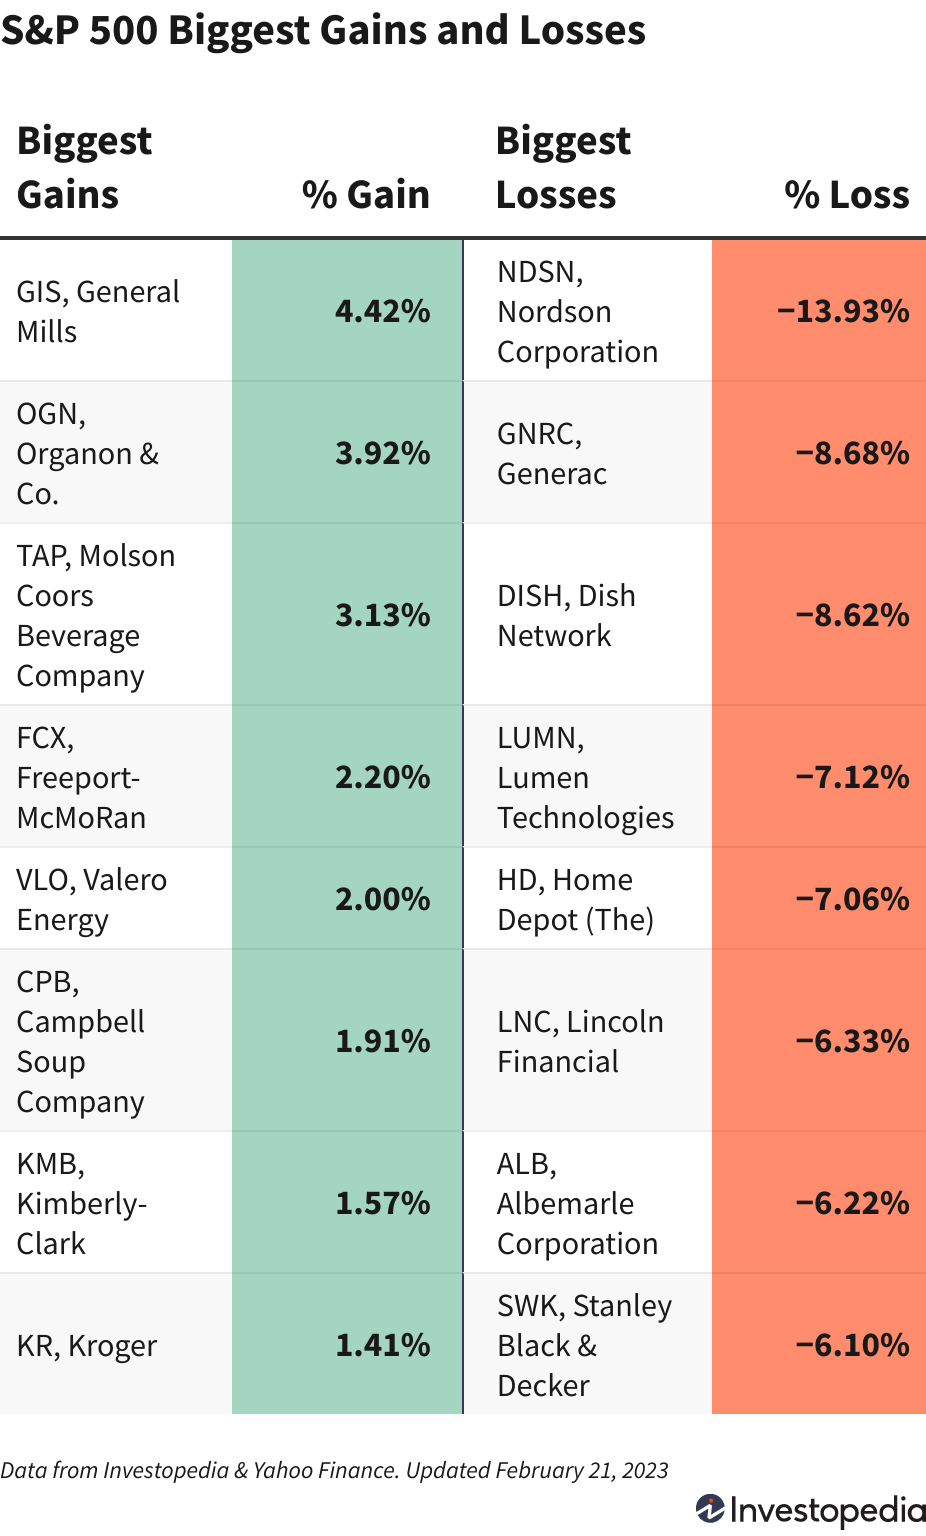 S&P 500 Biggest Gains and Losses
Biggest
Gains
% Gain
Biggest
Losses
% Loss
GIS, General
Mills
4.42%
NDSN,
Nordson
Corporation
−13.93%
OGN,
Organon &
Co.
3.92%
GNRC,
Generac
−8.68%
TAP, Molson
Coors
Beverage
Company
3.13%
DISH, Dish
Network
−8.62%
FCX,
Freeport-
McMoRan
2.20%
LUMN,
Lumen
Technologies
−7.12%
VLO, Valero
Energy
2.00%
HD, Home
Depot (The)
−7.06%
CPB,
Campbell
Soup
Company
1.91%
LNC, Lincoln
Financial
−6.33%
KMB,
Kimberly-
Clark
1.57%
ALB,
Albemarle
Corporation
−6.22%
KR, Kroger
1.41%
SWK, Stanley
Black &
Decker
−6.10%
Data from Investopedia & Yahoo Finance. Updated February 21, 2023
Investopedia